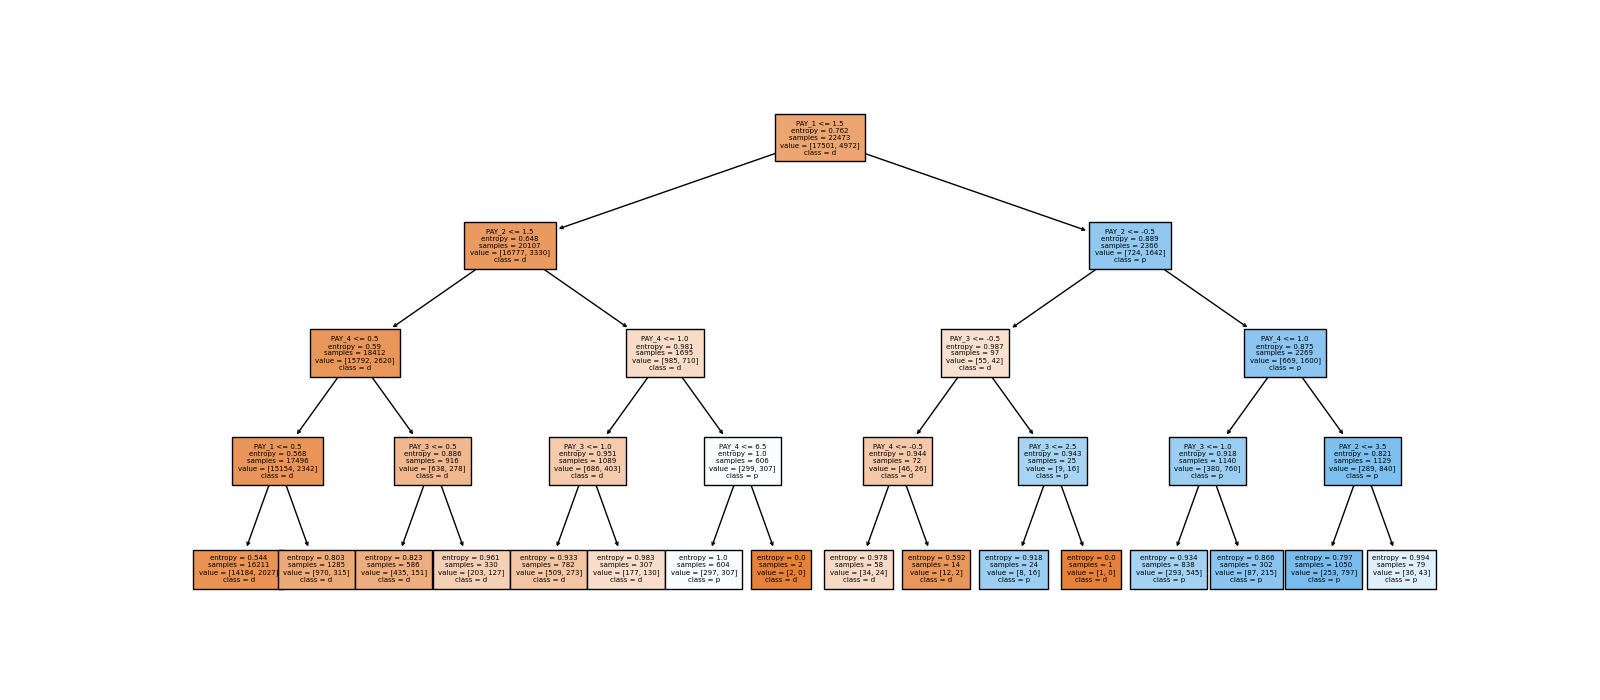 PAY_1 <= 1.5
entropy = 0.762
samples = 22473
value = [17501, 4972]
class = d
PAY_2 <= 1.5
entropy = 0.648
samples = 20107
value = [16777, 3330]
class = d
PAY_2 <= -0.5
entropy = 0.889
samples = 2366
value = [724, 1642]
class = p
PAY_4 <= 0.5
entropy = 0.59
samples = 18412
value = [15792, 2620]
class = d
PAY_4 <= 1.0
entropy = 0.981
samples = 1695
value = [985, 710]
class = d
PAY_3 <= -0.5
entropy = 0.987
samples = 97
value = [55, 42]
class = d
PAY_4 <= 1.0
entropy = 0.875
samples = 2269
value = [669, 1600]
class = p
PAY_1 <= 0.5
entropy = 0.568
samples = 17496
value = [15154, 2342]
class = d
PAY_3 <= 0.5
entropy = 0.886
samples = 916
value = [638, 278]
class = d
PAY_3 <= 1.0
entropy = 0.951
samples = 1089
value = [686, 403]
class = d
PAY_4 <= 6.5
entropy = 1.0
samples = 606
value = [299, 307]
class = p
PAY_4 <= -0.5
entropy = 0.944
samples = 72
value = [46, 26]
class = d
PAY_3 <= 2.5
entropy = 0.943
samples = 25
value = [9, 16]
class = p
PAY_3 <= 1.0
entropy = 0.918
samples = 1140
value = [380, 760]
class = p
PAY_2 <= 3.5
entropy = 0.821
samples = 1129
value = [289, 840]
class = p
entropy = 0.544
samples = 16211
value = [14184, 2027]
class = d
entropy = 0.803
samples = 1285
value = [970, 315]
class = d
entropy = 0.823
samples = 586
value = [435, 151]
class = d
entropy = 0.961
samples = 330
value = [203, 127]
class = d
entropy = 0.933
samples = 782
value = [509, 273]
class = d
entropy = 0.983
samples = 307
value = [177, 130]
class = d
entropy = 1.0
samples = 604
value = [297, 307]
class = p
entropy = 0.0
samples = 2
value = [2, 0]
class = d
entropy = 0.978
samples = 58
value = [34, 24]
class = d
entropy = 0.592
samples = 14
value = [12, 2]
class = d
entropy = 0.918
samples = 24
value = [8, 16]
class = p
entropy = 0.0
samples = 1
value = [1, 0]
class = d
entropy = 0.934
samples = 838
value = [293, 545]
class = p
entropy = 0.866
samples = 302
value = [87, 215]
class = p
entropy = 0.797
samples = 1050
value = [253, 797]
class = p
entropy = 0.994
samples = 79
value = [36, 43]
class = p